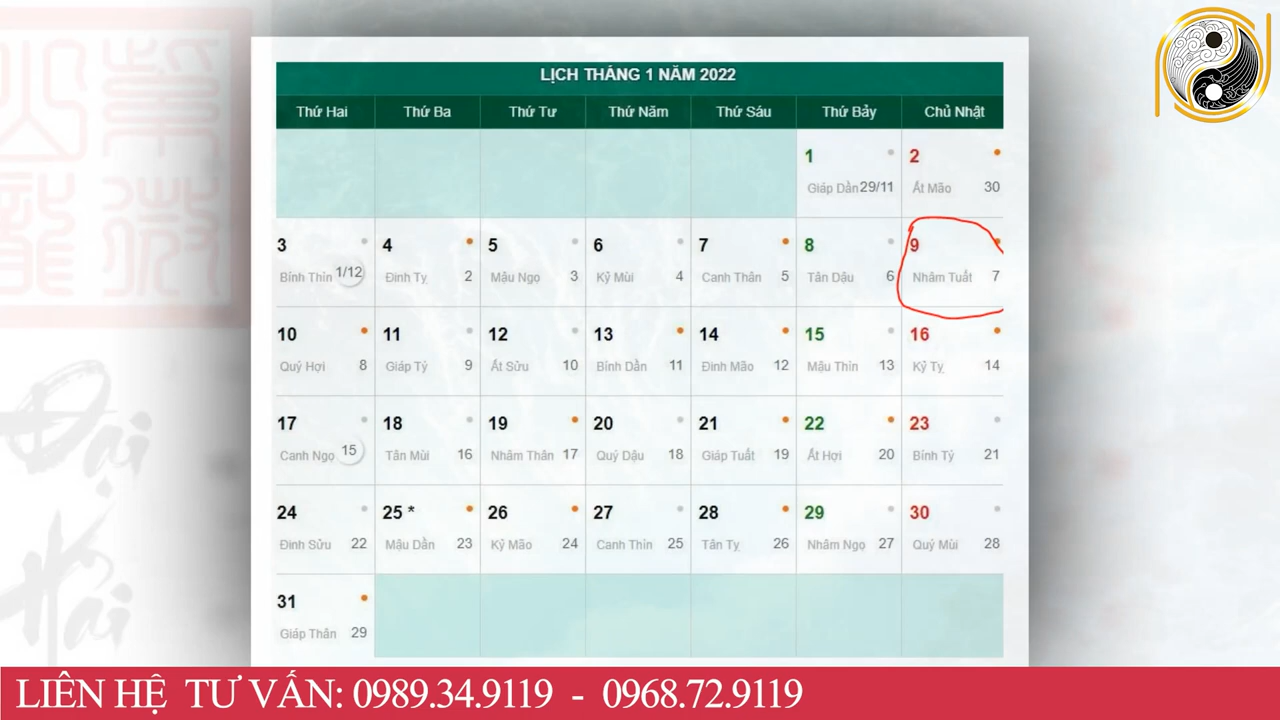 LỊCH THÁNG 1 NĂM 2022
Thứ Hai Thứ Ba Thứ Tư Thứ Năm Thứ Sáu Thứ Bảy Chủ Nhật
1 2
Giáp Dần 29/11 Ất Mão 30
3 4 5 6 7 8 9
Bính Thìn 1/12 Đinh Tỵ 2 Mậu Ngọ 3 Kỷ Mùi 4 Canh Thân 5 Tân Dậu 6 Nhâm Tuất 7
10 11 12 13 14 15 16
Quý Hợi 8 Giáp Tý 9 Ất Sửu 10 Bính Dần 11 Đinh Mão 12 Mậu Thìn 13 Kỷ Tỵ 14
17 18 19 20 21 22 23
Canh Ngọ 15 Tân Mùi 16 Nhâm Thân 17 Quý Dậu 18 Giáp Tuất 19 Ất Hợi 20 Bính Tý 21
24 25 * 26 27 28 29 30
Đinh Sửu 22 Mậu Dần 23 Kỷ Mão 24 Canh Thìn 25 Tân Tỵ 26 Nhâm Ngọ 27 Quý Mùi 28
31
Giáp Thân 29
Đại
Hải
LIÊN HỆ TƯ VẤN: 0989.34.9119 - 0968.72.9119